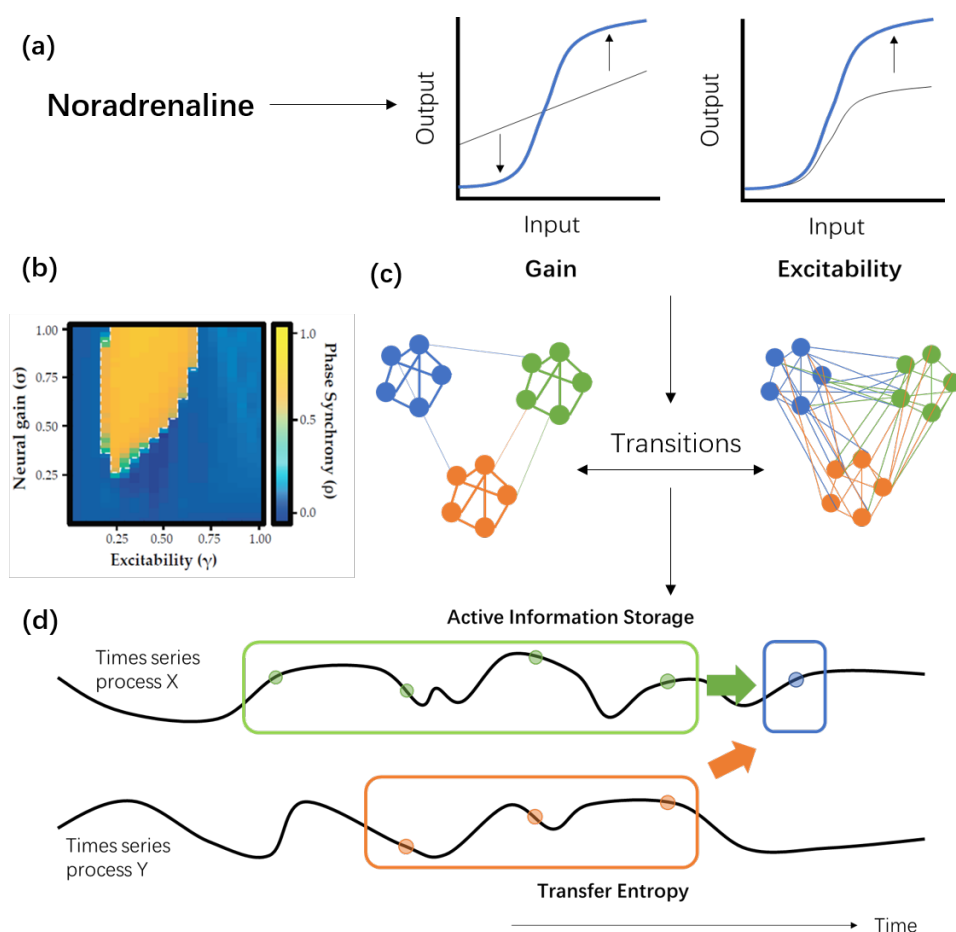 (a)
Noradrenaline
Output
Input
Gain
Output
Input
Excitability
(b)
Neural gain (σ)
1.00
0.75
0.50
0.25
0.25
0.50
0.75
1.00
Excitability (γ)
1.0
0.5
0.0
Phase Synchrony (ρ)
(c)
Transitions
(d)
Active Information Storage
Times series
process X
Times series
process Y
Transfer Entropy
Time